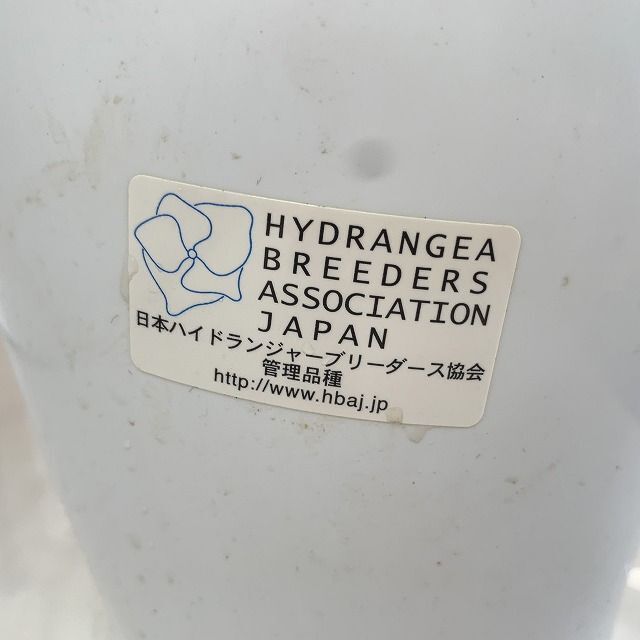 HYDRANGEA
BREEDERS
ASSOCIATION
JAPAN
日本ハイドランジャーブリーダース協会
管理品種
http://www.hbaj.jp